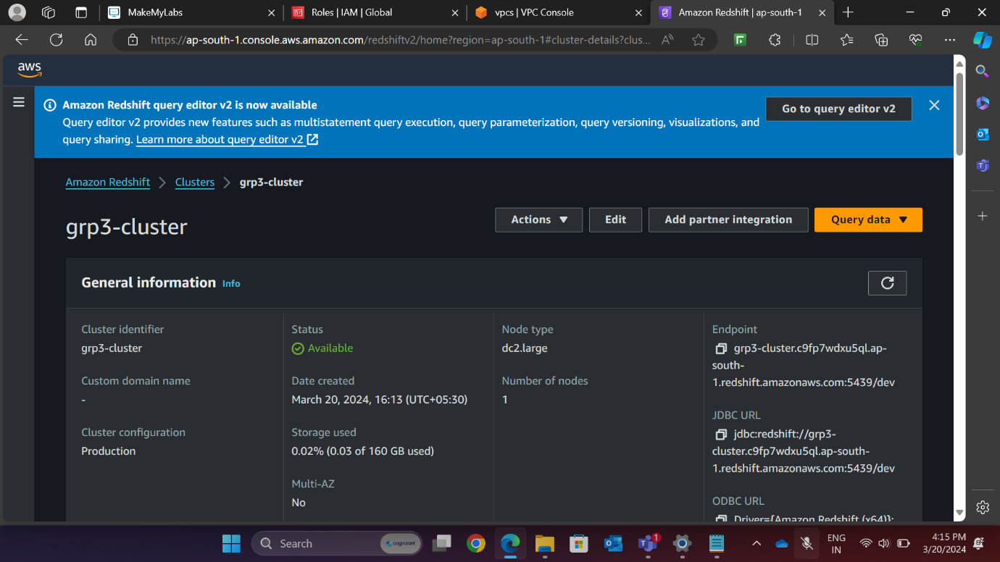 MakeMyLabs
Roles | IAM | Global
vpcs | VPC Console
Amazon Redshift | ap-south-1
https://ap-south-1.console.aws.amazon.com/redshiftv2/home?region=ap-south-1#cluster-details?clus...
aws
Amazon Redshift query editor v2 is now available
Query editor v2 provides new features such as multistatement query execution, query parameterization, query versioning, visualizations, and
query sharing. Learn more about query editor v2
Go to query editor v2
Amazon Redshift
Clusters
grp3-cluster
grp3-cluster
Actions
Edit
Add partner integration
Query data
General information Info
Cluster identifier
grp3-cluster
Custom domain name
-
Cluster configuration
Production
Status
Available
Date created
March 20, 2024, 16:13 (UTC+05:30)
Storage used
0.02% (0.03 of 160 GB used)
Multi-AZ
No
Node type
dc2.large
Number of nodes
1
Endpoint
grp3-cluster.c9fp7wdxu5ql.ap-
south-
1.redshift.amazonaws.com:5439/dev
JDBC URL
jdbc:redshift://grp3-
cluster.c9fp7wdxu5ql.ap-south-
1.redshift.amazonaws.com:5439/dev
ODBC URL
Driver={Amazon Redshift (x64)};
Search
cognizant
1
ENG
IN
4:15 PM
3/20/2024